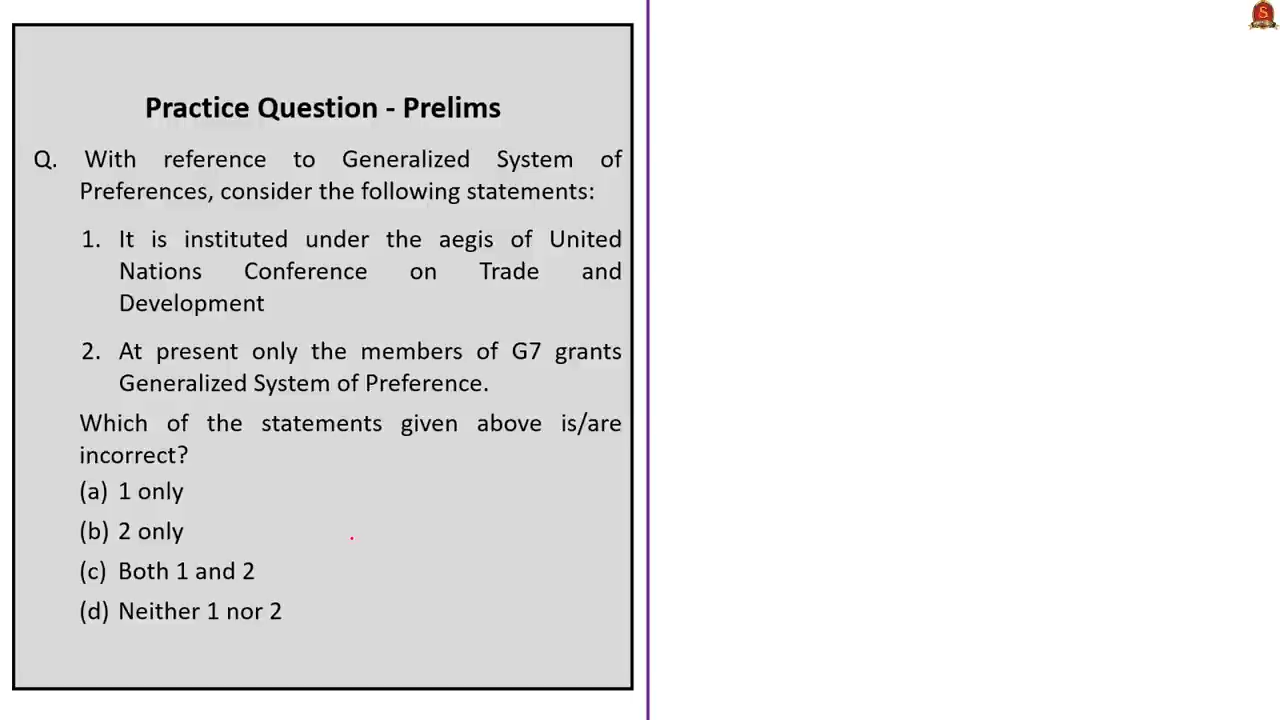 Practice Question - Prelims
Q. With reference to Generalized System of
Preferences, consider the following statements:
1. It is instituted under the aegis of United
Nations Conference on Trade and
Development
2. At present only the members of G7 grants
Generalized System of Preference.
Which of the statements given above is/are
incorrect?
(a) 1 only
(b) 2 only
(c) Both 1 and 2
(d) Neither 1 nor 2
S